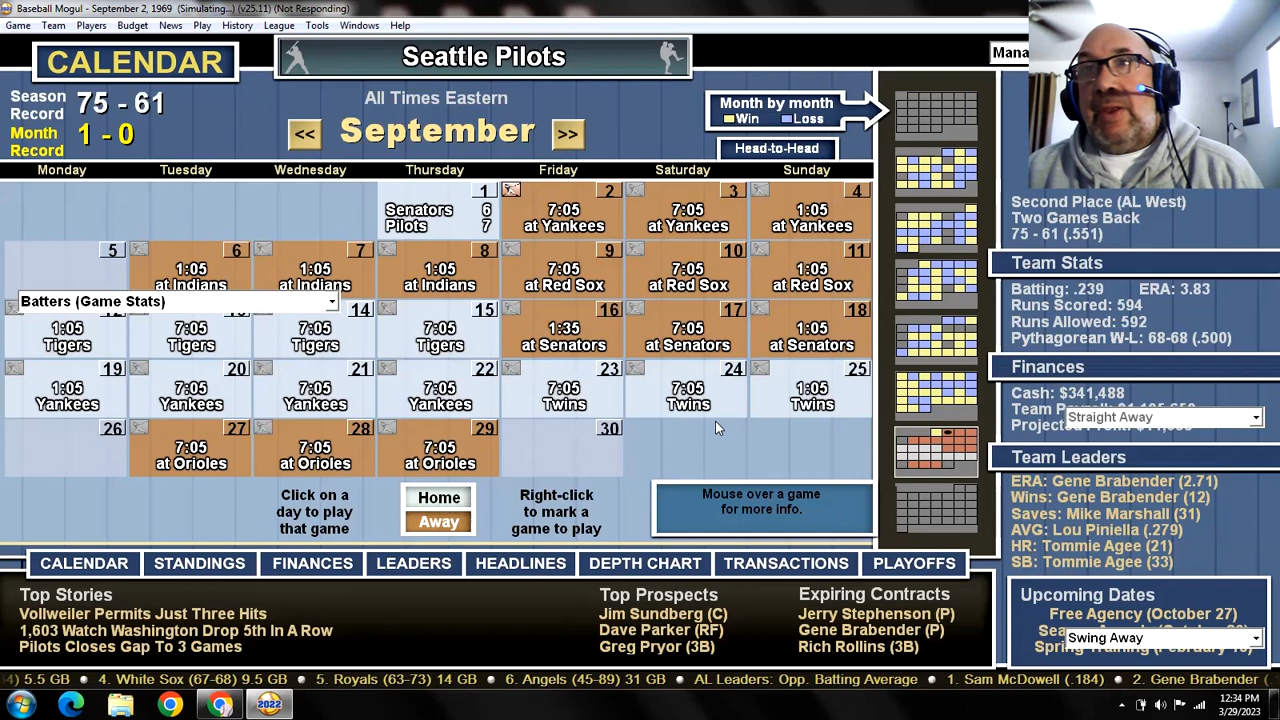 Baseball Mogul - September 2, 1969 (Simulating...) (v25.11) (Not Responding)
Game Team Players Budget News Play History League Tools Windows Help
CALENDAR
Seattle Pilots
Season Record 75 - 61
Month Record 1 - 0
All Times Eastern
<< September >>
Month by month
Win Loss
Head-to-Head
Mana
Monday Tuesday Wednesday Thursday Friday Saturday Sunday
1 Senators 6 Pilots 7
2 7:05 at Yankees
3 7:05 at Yankees
4 1:05 at Yankees
5
6 1:05 at Indians
7 1:05 at Indians
8 1:05 at Indians
9 7:05 at Red Sox
10 7:05 at Red Sox
11 1:05 at Red Sox
Batters (Game Stats)
1:05 Tigers
7:05 Tigers
14 7:05 Tigers
15 7:05 Tigers
16 1:35 at Senators
17 7:05 at Senators
18 1:05 at Senators
19 1:05 Yankees
20 7:05 Yankees
21 7:05 Yankees
22 7:05 Yankees
23 7:05 Twins
24 7:05 Twins
25 1:05 Twins
26
27 7:05 at Orioles
28 7:05 at Orioles
29 7:05 at Orioles
30
Click on a day to play that game
Home
Away
Right-click to mark a game to play
Mouse over a game for more info.
Second Place (AL West)
Two Games Back
75 - 61 (.551)
Team Stats
Batting: .239 ERA: 3.83
Runs Scored: 594
Runs Allowed: 592
Pythagorean W-L: 68-68 (.500)
Finances
Cash: $341,488
Straight Away
Team Leaders
ERA: Gene Brabender (2.71)
Wins: Gene Brabender (12)
Saves: Mike Marshall (31)
AVG: Lou Piniella (.279)
HR: Tommie Agee (21)
SB: Tommie Agee (33)
CALENDAR STANDINGS FINANCES LEADERS HEADLINES DEPTH CHART TRANSACTIONS PLAYOFFS
Top Stories
Vollweiler Permits Just Three Hits
1,603 Watch Washington Drop 5th In A Row
Pilots Closes Gap To 3 Games
Top Prospects
Jim Sundberg (C)
Dave Parker (RF)
Greg Pryor (3B)
Expiring Contracts
Jerry Stephenson (P)
Gene Brabender (P)
Rich Rollins (3B)
Upcoming Dates
Free Agency (October 27)
Swing Away
5.5 GB • 4. White Sox (67-68) 9.5 GB • 5. Royals (63-73) 14 GB • 6. Angels (45-89) 31 GB • AL Leaders: Opp. Batting Average • 1. Sam McDowell (.184) • 2. Gene Brabender (
2022
12:34 PM
3/29/2023